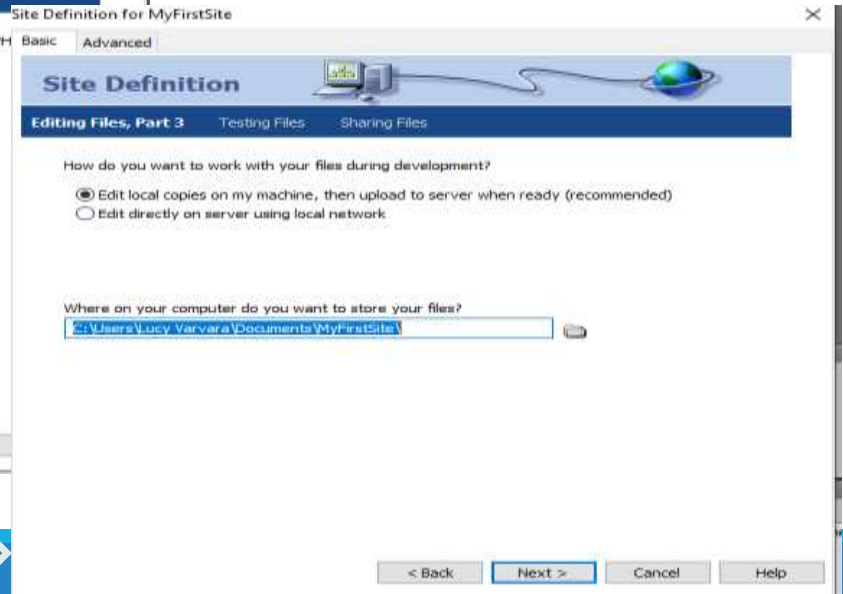 Site Definition for MyFirstSite
Basic Advanced
Site Definition
Editing Files, Part 3 Testing Files Sharing Files
How do you want to work with your files during development?
Edit local copies on my machine, then upload to server when ready (recommended)
Edit directly on server using local network
Where on your computer do you want to store your files?
C:\Users\Lucy Varvara\Documents\MyFirstSite\
< Back Next > Cancel Help